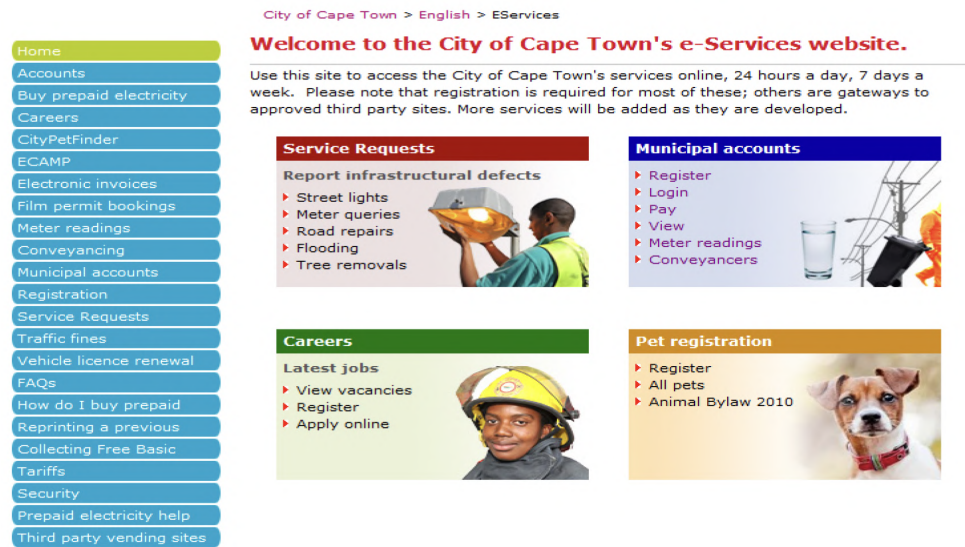 City of Cape Town > English > EServices
Home
Accounts
Buy prepaid electricity
Careers
CityPetFinder
ECAMP
Electronic invoices
Film permit bookings
Meter readings
Conveyancing
Municipal accounts
Registration
Service Requests
Traffic fines
Vehicle licence renewal
FAQs
How do I buy prepaid
Reprinting a previous
Collecting Free Basic
Tariffs
Security
Prepaid electricity help
Third party vending sites
Welcome to the City of Cape Town's e-Services website.
Use this site to access the City of Cape Town's services online, 24 hours a day, 7 days a
week. Please note that registration is required for most of these; others are gateways to
approved third party sites. More services will be added as they are developed.
Service Requests
Report infrastructural defects
Street lights
Meter queries
Road repairs
Flooding
Tree removals
Municipal accounts
Register
Login
Pay
View
Meter readings
Conveyancers
Careers
Latest jobs
View vacancies
Register
Apply online
Pet registration
Register
All pets
Animal Bylaw 2010